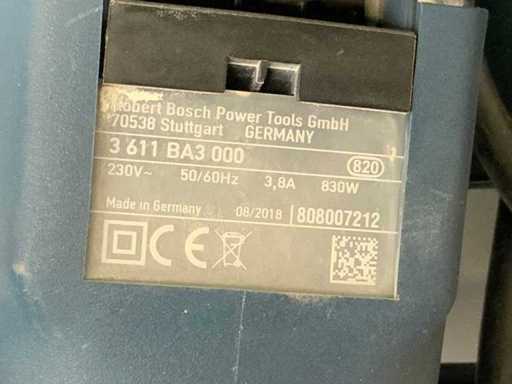 Robert Bosch Power Tools GmbH
70538 Stuttgart GERMANY
3 611 BA3 000 820
230V~ 50/60Hz 3,8A 830W
Made in Germany 08/2018 808007212
CE